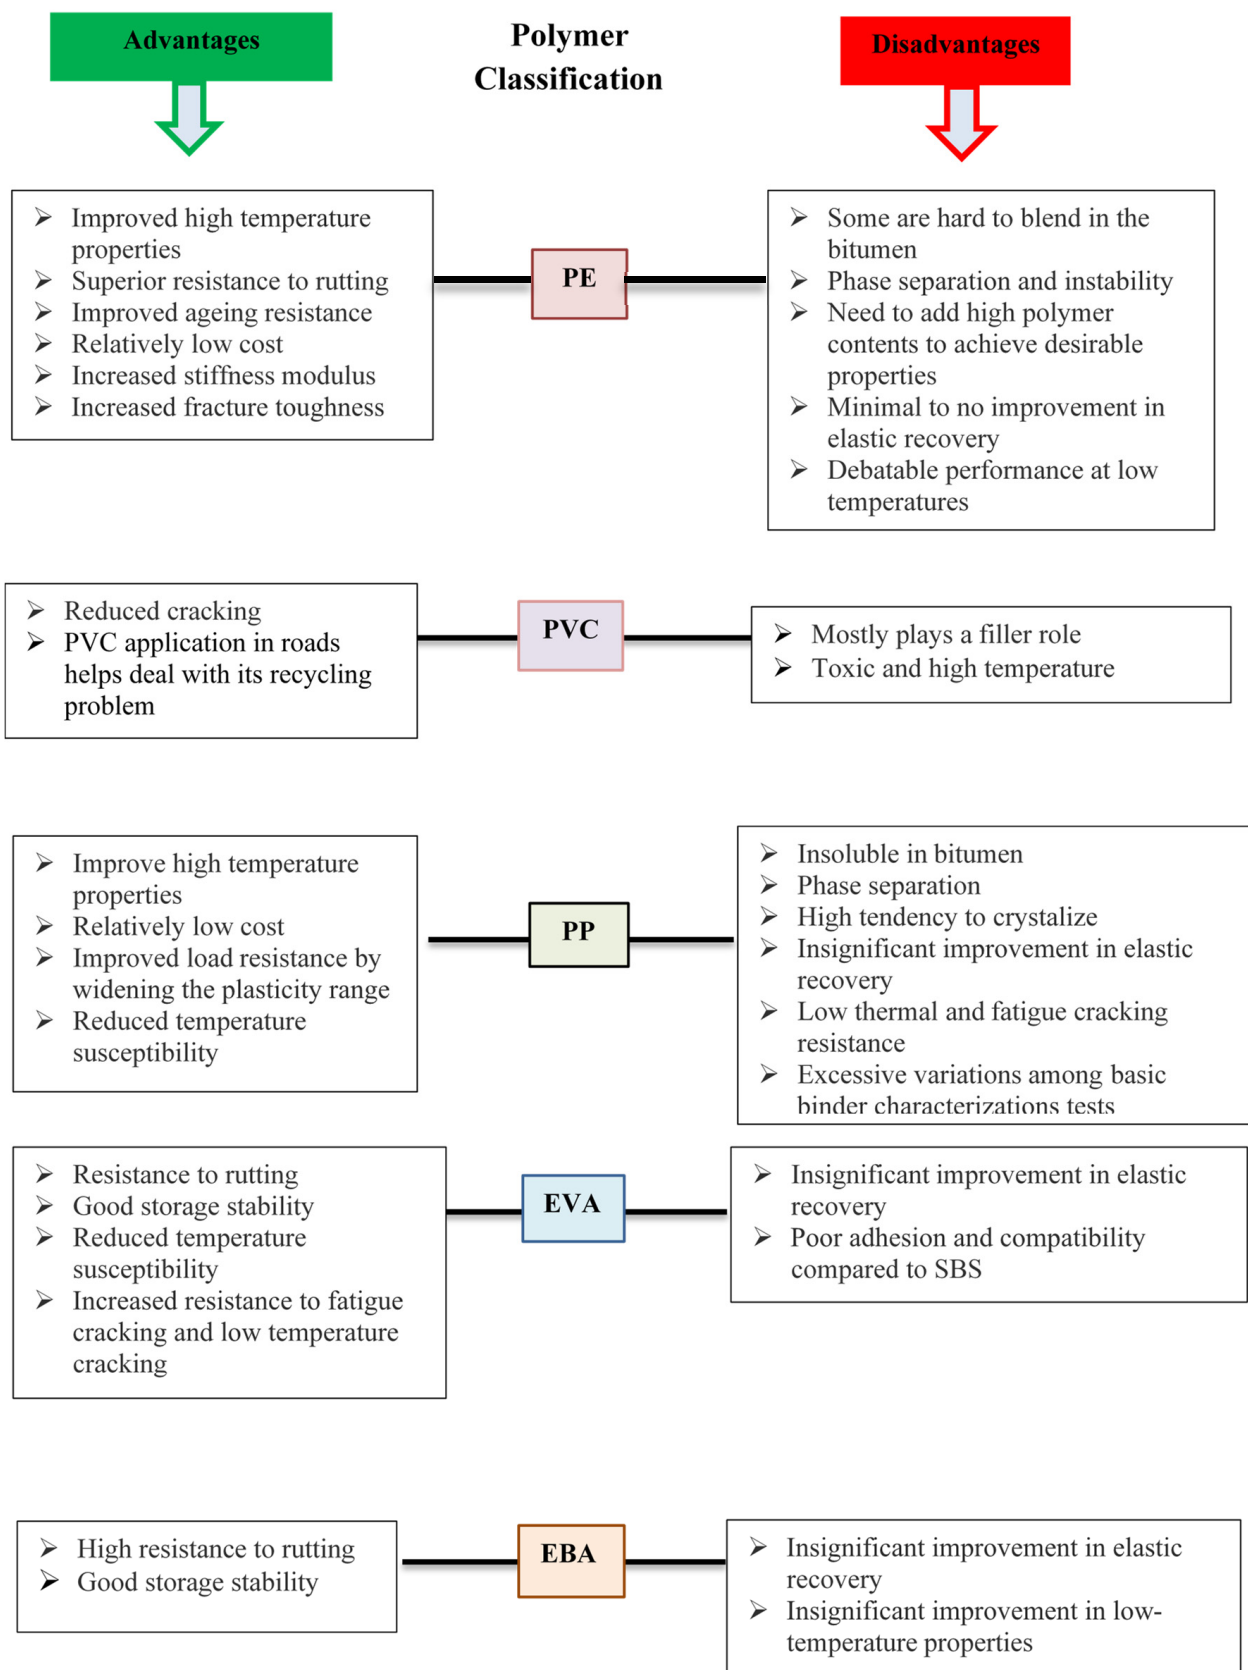 Advantages
Polymer
Classification
Disadvantages
➢ Improved high temperature
properties
➢ Superior resistance to rutting
➢ Improved ageing resistance
➢ Relatively low cost
➢ Increased stiffness modulus
➢ Increased fracture toughness
PE
➢ Some are hard to blend in the
bitumen
➢ Phase separation and instability
➢ Need to add high polymer
contents to achieve desirable
properties
➢ Minimal to no improvement in
elastic recovery
➢ Debatable performance at low
temperatures
➢ Reduced cracking
➢ PVC application in roads
helps deal with its recycling
problem
PVC
➢ Mostly plays a filler role
➢ Toxic and high temperature
➢ Improve high temperature
properties
➢ Relatively low cost
➢ Improved load resistance by
widening the plasticity range
➢ Reduced temperature
susceptibility
PP
➢ Insoluble in bitumen
➢ Phase separation
➢ High tendency to crystalize
➢ Insignificant improvement in elastic
recovery
➢ Low thermal and fatigue cracking
resistance
➢ Excessive variations among basic
binder characterizations tests
➢ Resistance to rutting
➢ Good storage stability
➢ Reduced temperature
susceptibility
➢ Increased resistance to fatigue
cracking and low temperature
cracking
EVA
➢ Insignificant improvement in elastic
recovery
➢ Poor adhesion and compatibility
compared to SBS
➢ High resistance to rutting
➢ Good storage stability
EBA
➢ Insignificant improvement in elastic
recovery
➢ Insignificant improvement in low-
temperature properties